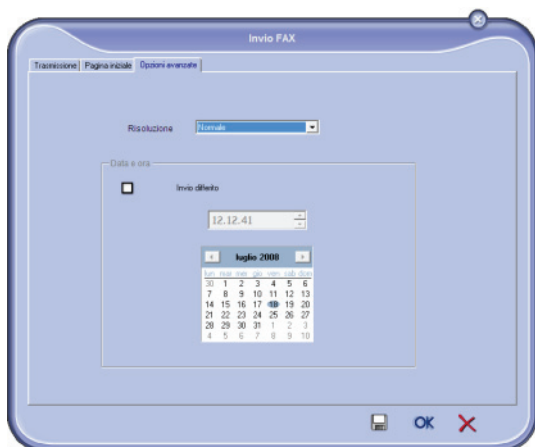 Invio FAX
Trasmissione Pagina iniziale Opzioni avanzate
Risoluzione Normale
Data e ora
Invio differito
12.12.41
luglio 2008
lun mar mer gio ven sab dom
30 1 2 3 4 5 6
7 8 9 10 11 12 13
14 15 16 17 18 19 20
21 22 23 24 25 26 27
28 29 30 31 1 2 3
4 5 6 7 8 9 10
OK